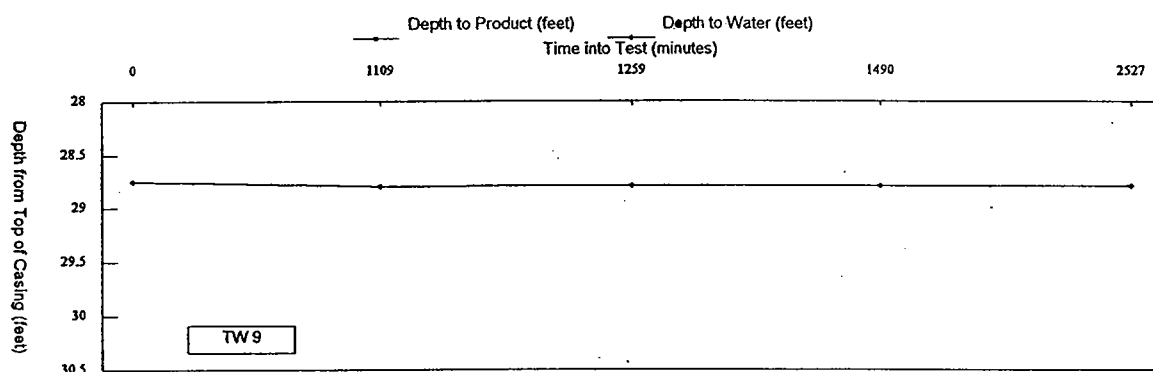 Depth to Product (feet) Depth to Water (feet)
Time into Test (minutes)
0 1109 1259 1490 2527
Depth from Top of Casing (feet)
28
28.5
29
29.5
30
30.5
TW 9